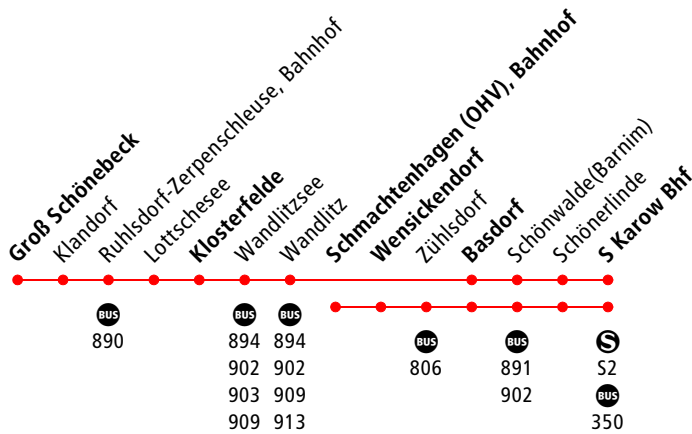 Groß Schönebeck
Klandorf
Ruhlsdorf-Zerpenschleuse, Bahnhof
Lottschesee
Klosterfelde
Wandlitzsee
Wandlitz
Schmachtenhagen (OHV), Bahnhof
Wensickendorf
Zühlsdorf
Basdorf
Schönwalde(Barnim)
Schönerlinde
S Karow Bhf
BUS
890
BUS
894
902
903
909
BUS
894
902
909
913
BUS
806
BUS
891
902
S
S2
BUS
350